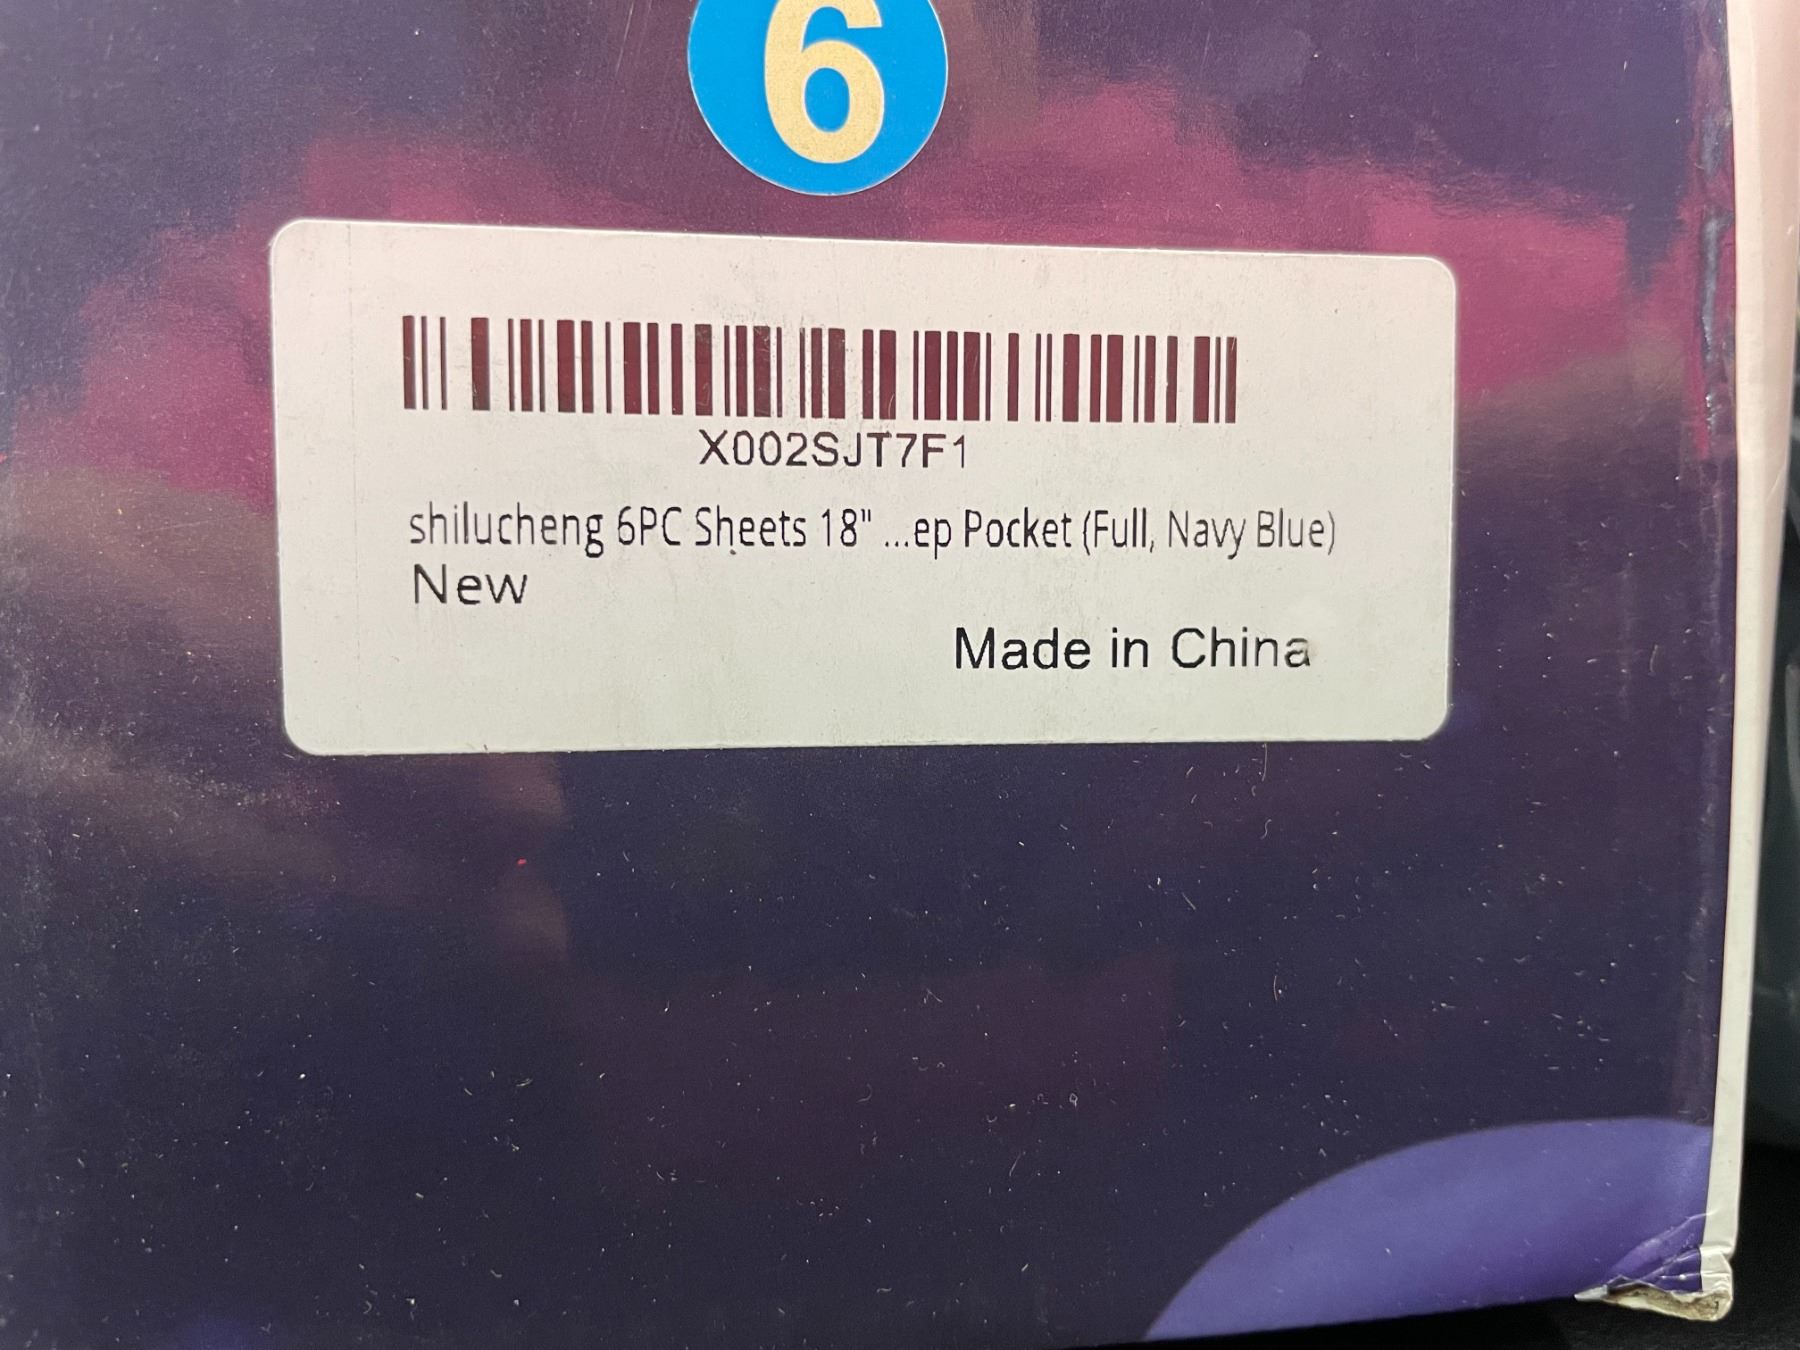 6
X002SJT7F1
shilucheng 6PC Sheets 18" ...ep Pocket (Full, Navy Blue)
New
Made in China